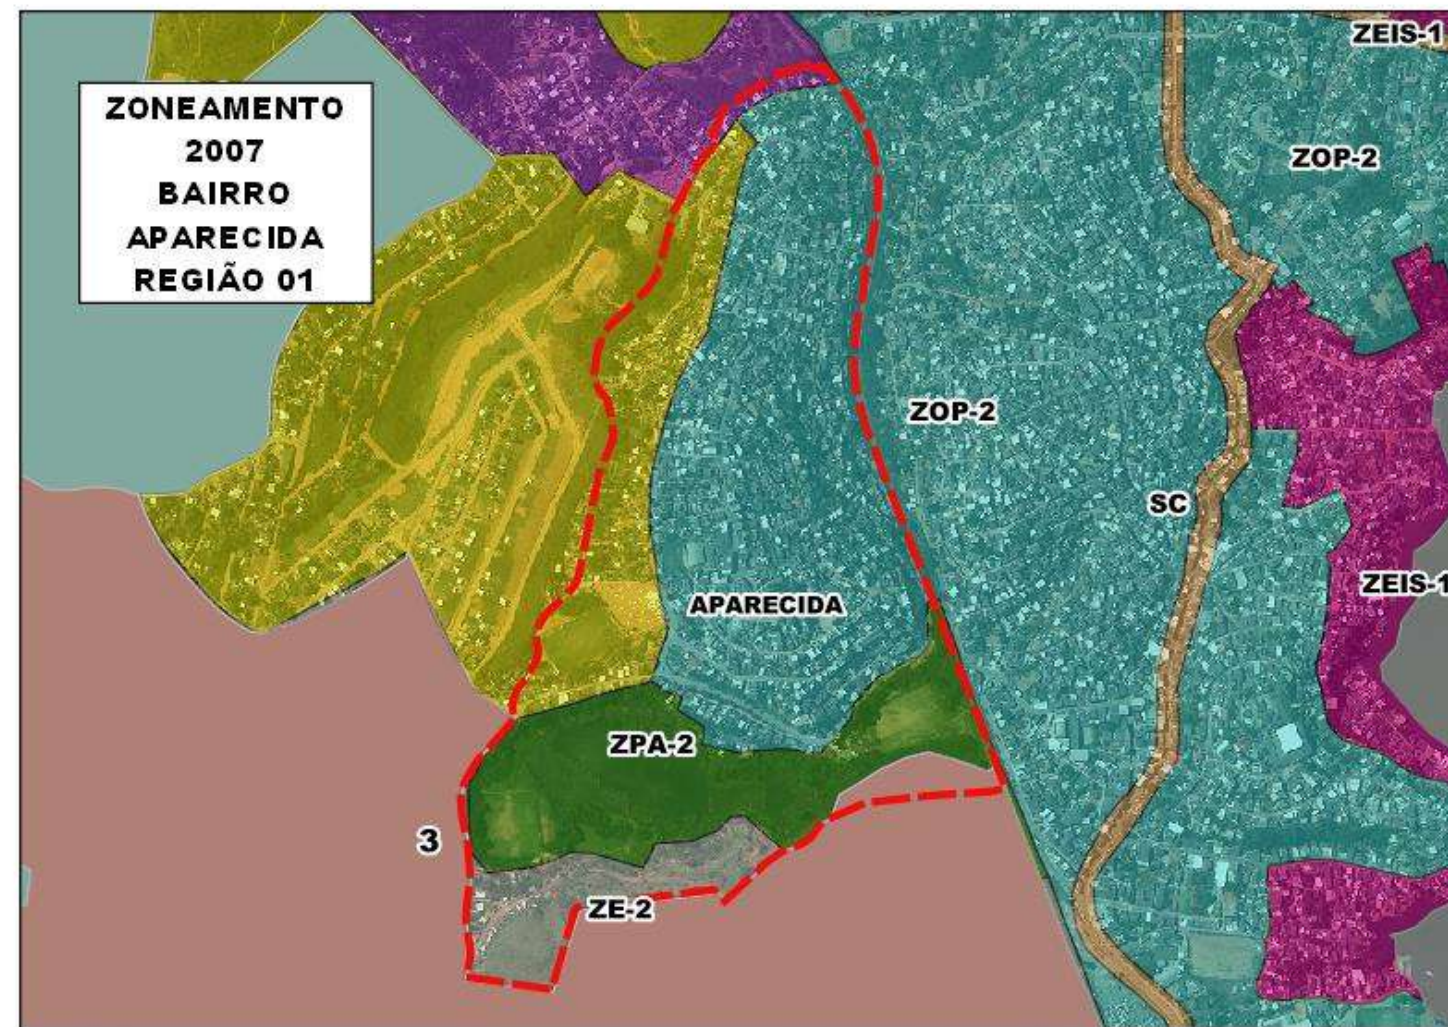 ZEIS-1
ZONEAMENTO
2007
BAIRRO
APARECIDA
REGIÃO 01
ZOP-2
ZOP-2
SC
ZEIS-1
APARECIDA
ZPA-2
3
ZE-2